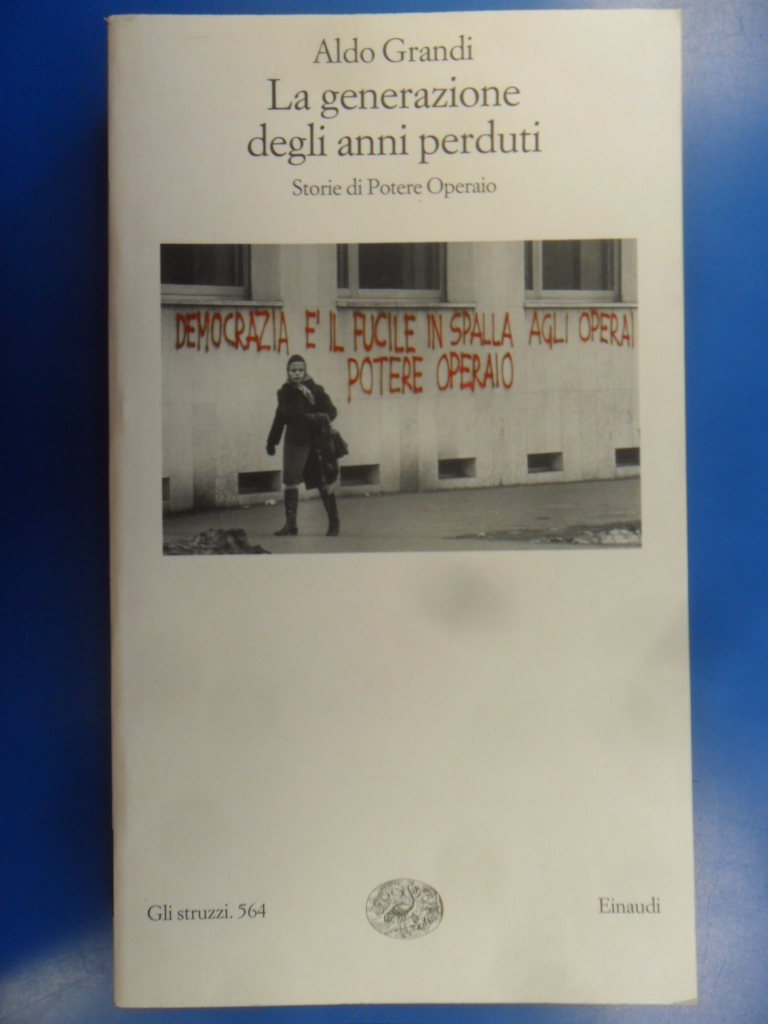 Aldo Grandi
La generazione
degli anni perduti
Storie di Potere Operaio
DEMOCRAZIA E' IL FUCILE IN SPALLA AGLI OPERAI
POTERE OPERAIO
Gli struzzi. 564
Einaudi